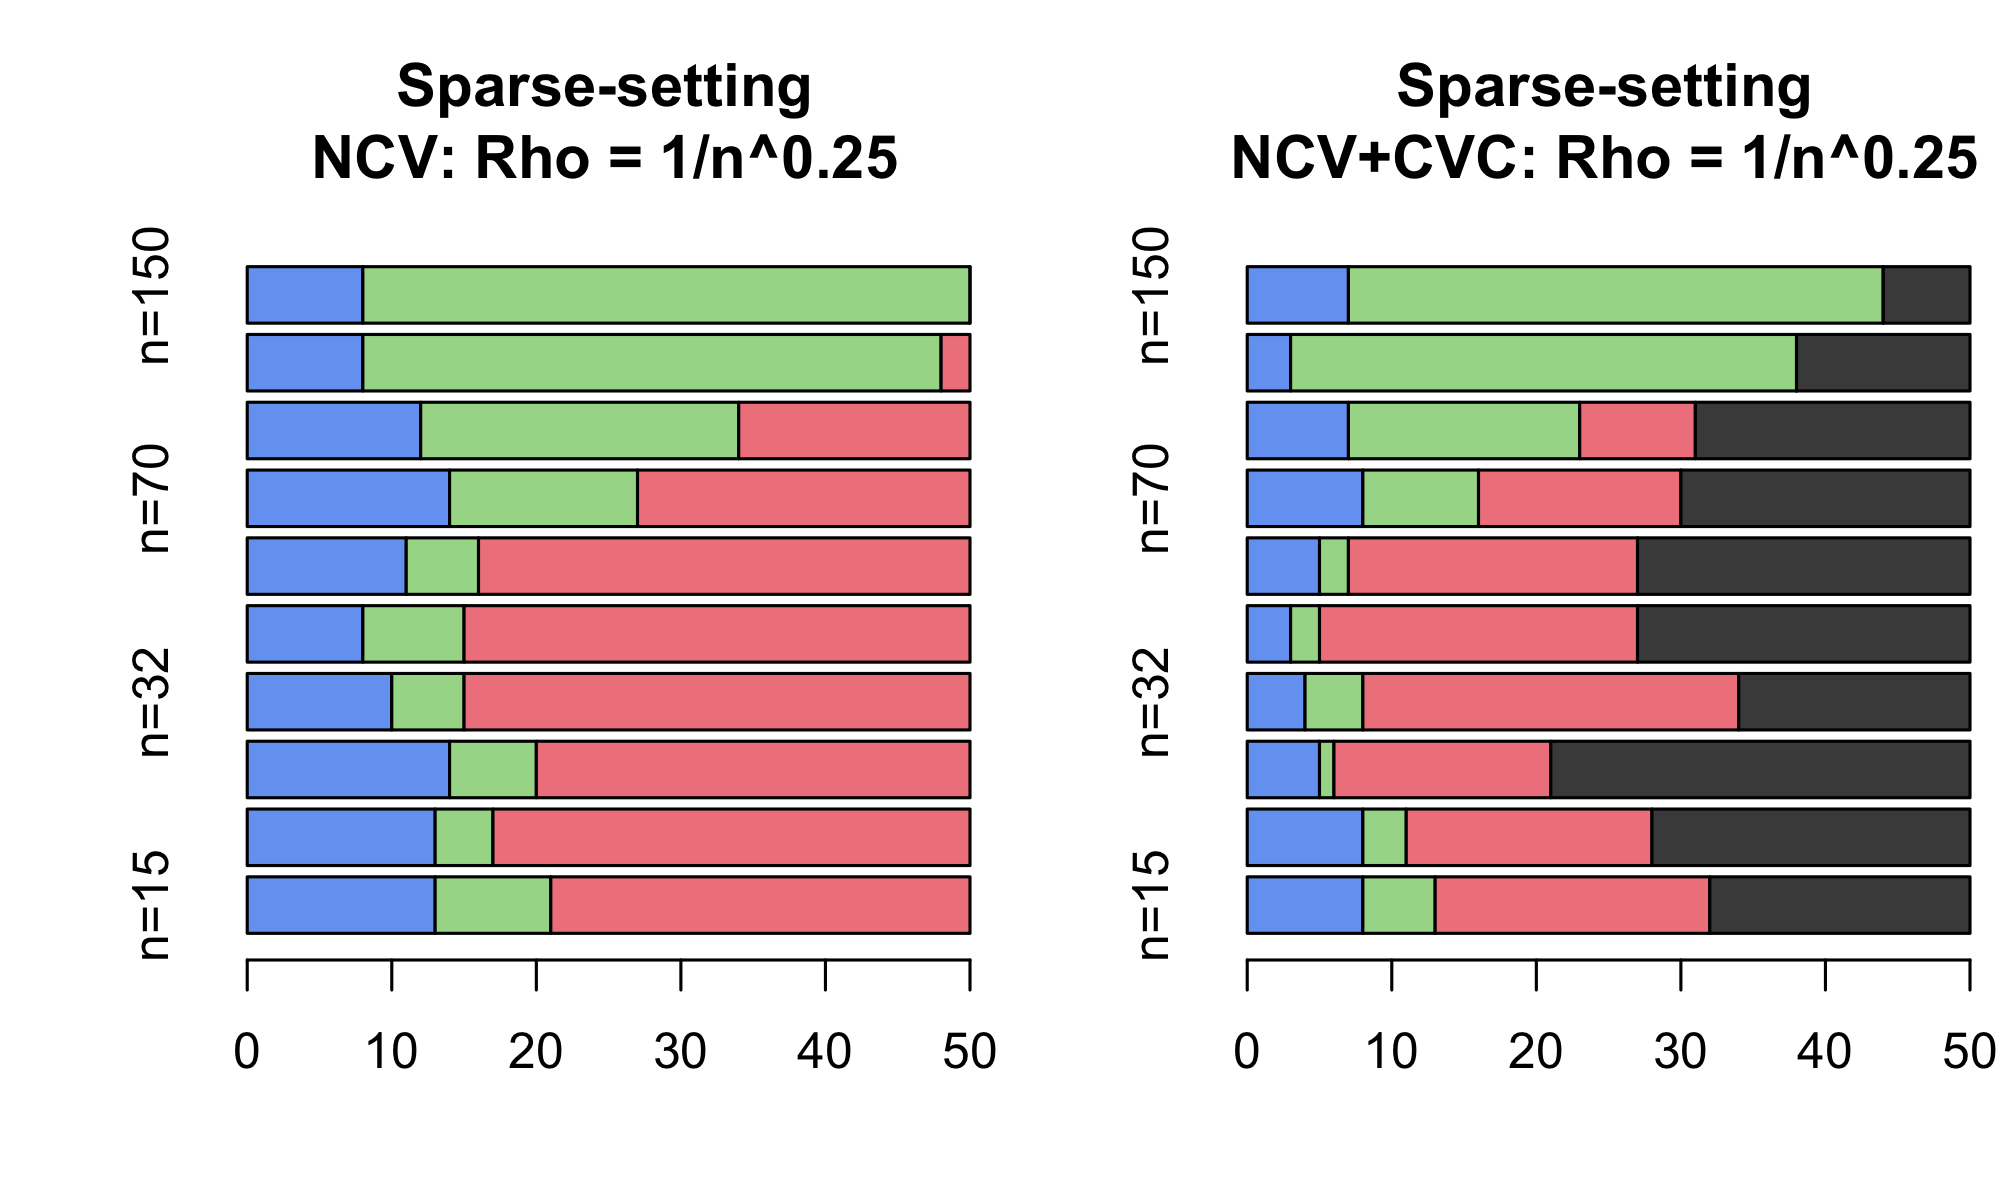 Sparse-setting
NCV: Rho = 1/n^0.25
n=150
n=70
n=32
n=15
0 10 20 30 40 50
Sparse-setting
NCV+CVC: Rho = 1/n^0.25
n=150
n=70
n=32
n=15
0 10 20 30 40 50